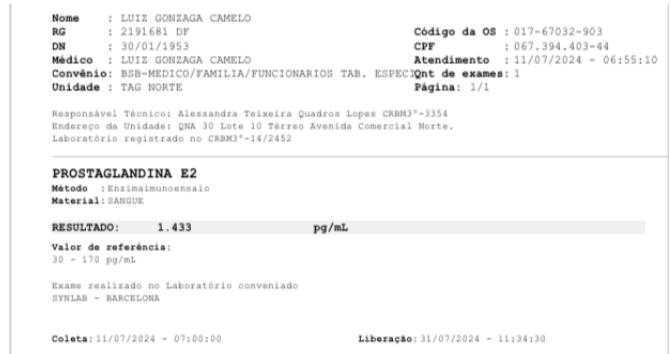 Nome : LUIZ GONZAGA CAMELO
RG : 2191681 DF Código da OS : 017-67032-903
DN : 30/01/1953 CPF : 067.394.403-44
Médico : LUIZ GONZAGA CAMELO Atendimento : 11/07/2024 - 06:55:10
Convênio: BSB-MEDICO/FAMILIA/FUNCIONARIOS TAB. ESPECIQnt de exames: 1
Unidade : TAG NORTE Página: 1/1
Responsável Técnico: Alessandra Teixeira Quadros Lopes CRBM3°-3354
Endereço da Unidade: QNA 30 Lote 10 Térreo Avenida Comercial Norte.
Laboratório registrado no CRBM3°-14/2452
PROSTAGLANDINA E2
Método : Enzimaimunoensaio
Material: SANGUE
RESULTADO: 1.433 pg/mL
Valor de referência:
30 - 170 pg/mL
Exame realizado no Laboratório conveniado
SYNLAB - BARCELONA
Coleta: 11/07/2024 - 07:00:00 Liberação: 31/07/2024 - 11:34:30